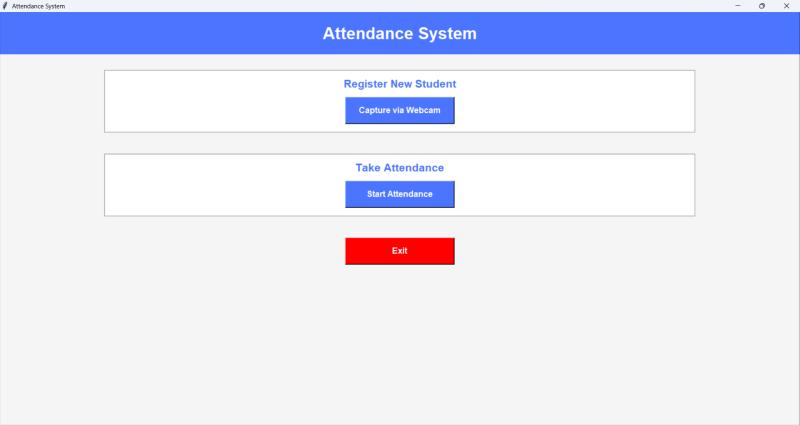 Attendance System
Attendance System
Register New Student
Capture via Webcam
Take Attendance
Start Attendance
Exit